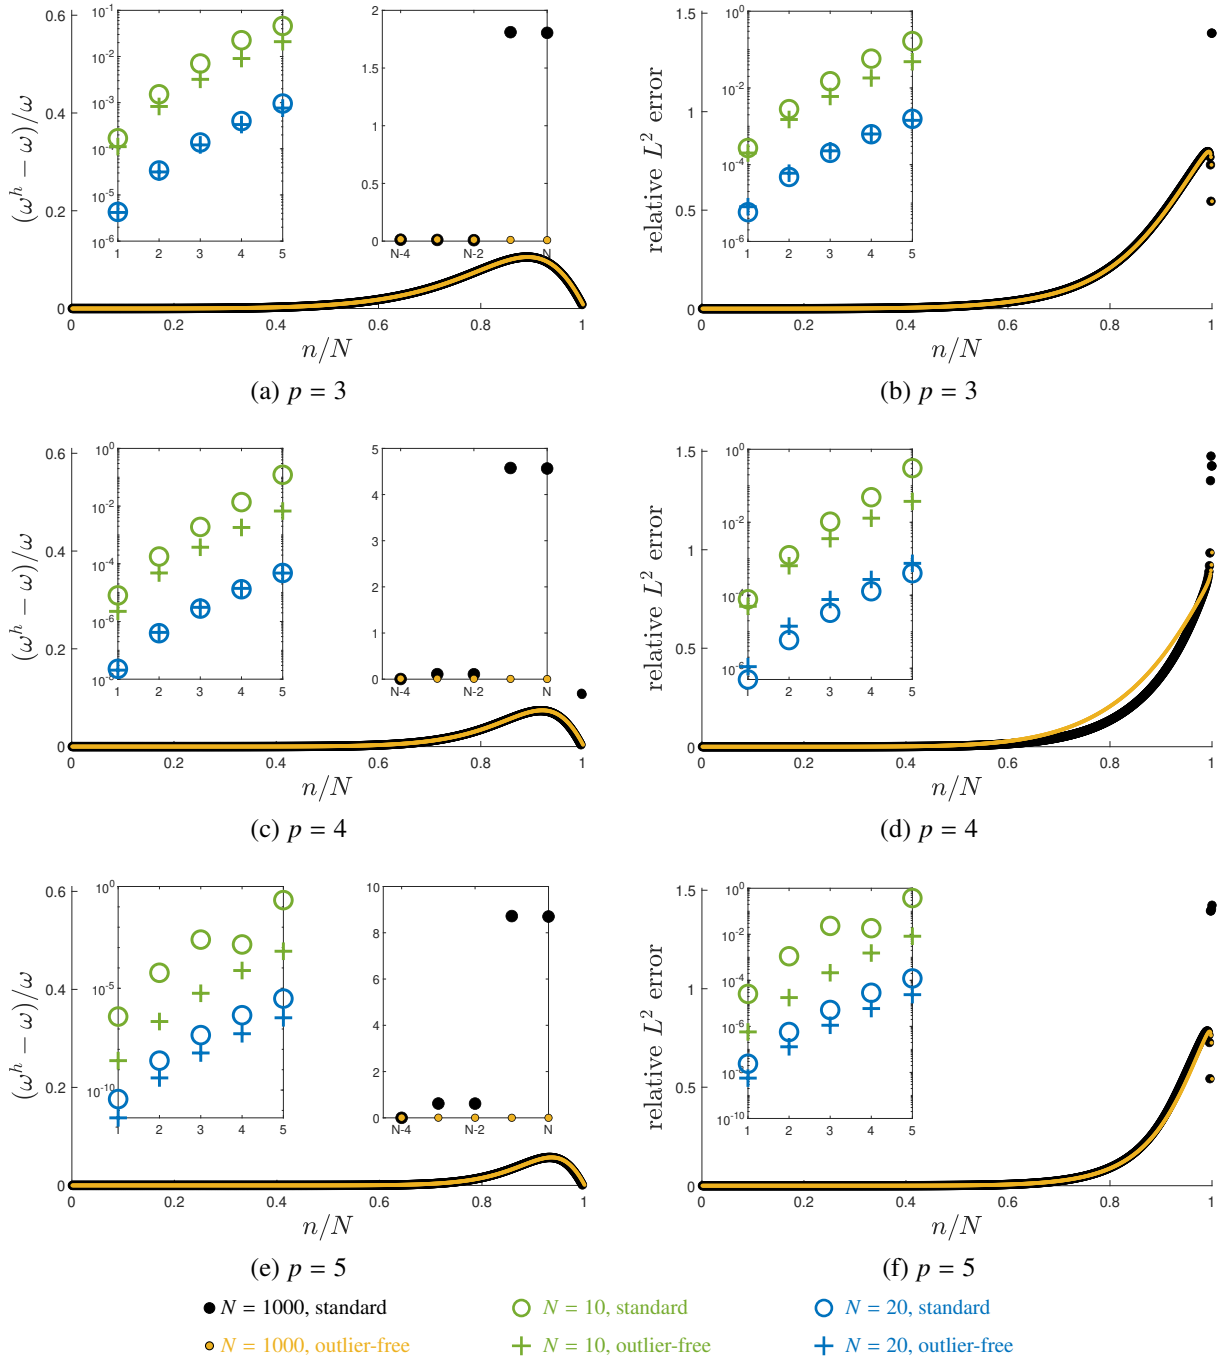 10^-1
10^-2
10^-3
10^-4
10^-5
10^-6
1 2 3 4 5
2
1.5
1
0.5
0
N-4 N-2 N
0.6
0.4
0.2
0
0 0.2 0.4 0.6 0.8 1
(ω^h − ω)/ω
n/N
(a) p = 3
10^0
10^-2
10^-4
10^-6
1 2 3 4 5
1.5
1
0.5
0
0 0.2 0.4 0.6 0.8 1
relative L^2 error
n/N
(b) p = 3
10^0
10^-2
10^-4
10^-6
10^-8
1 2 3 4 5
5
4
3
2
1
0
N-4 N-2 N
0.6
0.4
0.2
0
0 0.2 0.4 0.6 0.8 1
(ω^h − ω)/ω
n/N
(c) p = 4
10^0
10^-2
10^-4
10^-6
1 2 3 4 5
1.5
1
0.5
0
0 0.2 0.4 0.6 0.8 1
relative L^2 error
n/N
(d) p = 4
10^0
10^-5
10^-10
1 2 3 4 5
10
8
6
4
2
0
N-4 N-2 N
0.6
0.4
0.2
0
0 0.2 0.4 0.6 0.8 1
(ω^h − ω)/ω
n/N
(e) p = 5
10^0
10^-2
10^-4
10^-6
10^-8
10^-10
1 2 3 4 5
1.5
1
0.5
0
0 0.2 0.4 0.6 0.8 1
relative L^2 error
n/N
(f) p = 5
N = 1000, standard
N = 10, standard
N = 20, standard
N = 1000, outlier-free
N = 10, outlier-free
N = 20, outlier-free